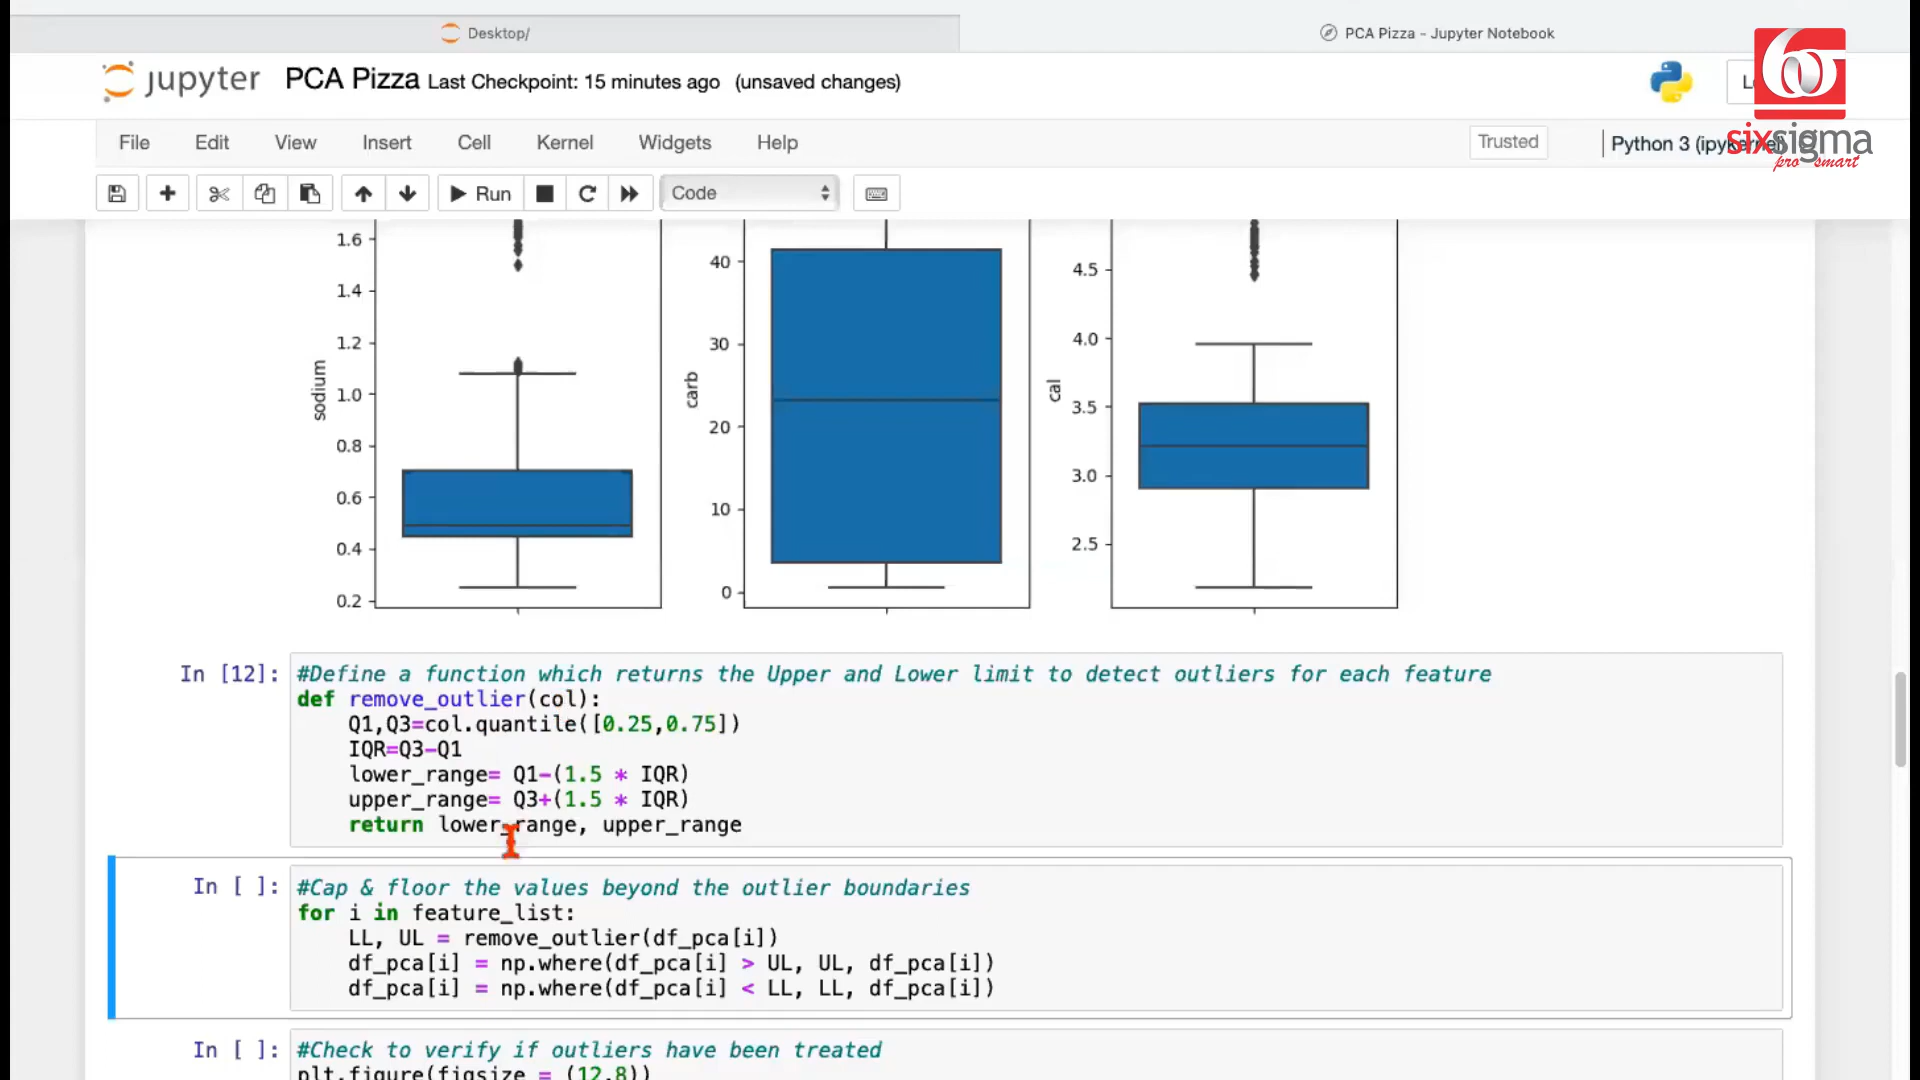 Desktop/
PCA Pizza - Jupyter Notebook
jupyter PCA Pizza Last Checkpoint: 15 minutes ago (unsaved changes)
sixsigma
pro smart
File Edit View Insert Cell Kernel Widgets Help
Trusted
Python 3
Run
Code
1.6
1.4
1.2
1.0
0.8
0.6
0.4
0.2
sodium
40
30
20
10
0
carb
4.5
4.0
3.5
3.0
2.5
cal
In [12]:
#Define a function which returns the Upper and Lower limit to detect outliers for each feature
def remove_outlier(col):
Q1,Q3=col.quantile([0.25,0.75])
IQR=Q3-Q1
lower_range= Q1-(1.5 * IQR)
upper_range= Q3+(1.5 * IQR)
return lower_range, upper_range
In [ ]:
#Cap & floor the values beyond the outlier boundaries
for i in feature_list:
LL, UL = remove_outlier(df_pca[i])
df_pca[i] = np.where(df_pca[i] > UL, UL, df_pca[i])
df_pca[i] = np.where(df_pca[i] < LL, LL, df_pca[i])
In [ ]:
#Check to verify if outliers have been treated
plt.figure(figsize = (12,8))